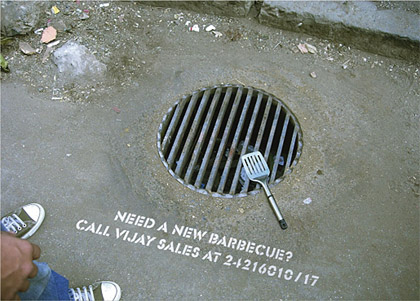 NEED A NEW BARBECUE?
CALL VIJAY SALES AT 24216010/17